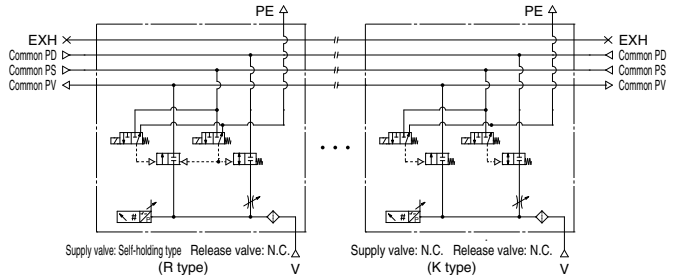 PE PE
EXH EXH
Common PD Common PD
Common PS Common PS
Common PV Common PV
# #
Supply valve: Self-holding type Release valve: N.C. Supply valve: N.C. Release valve: N.C.
(R type) V (K type) V